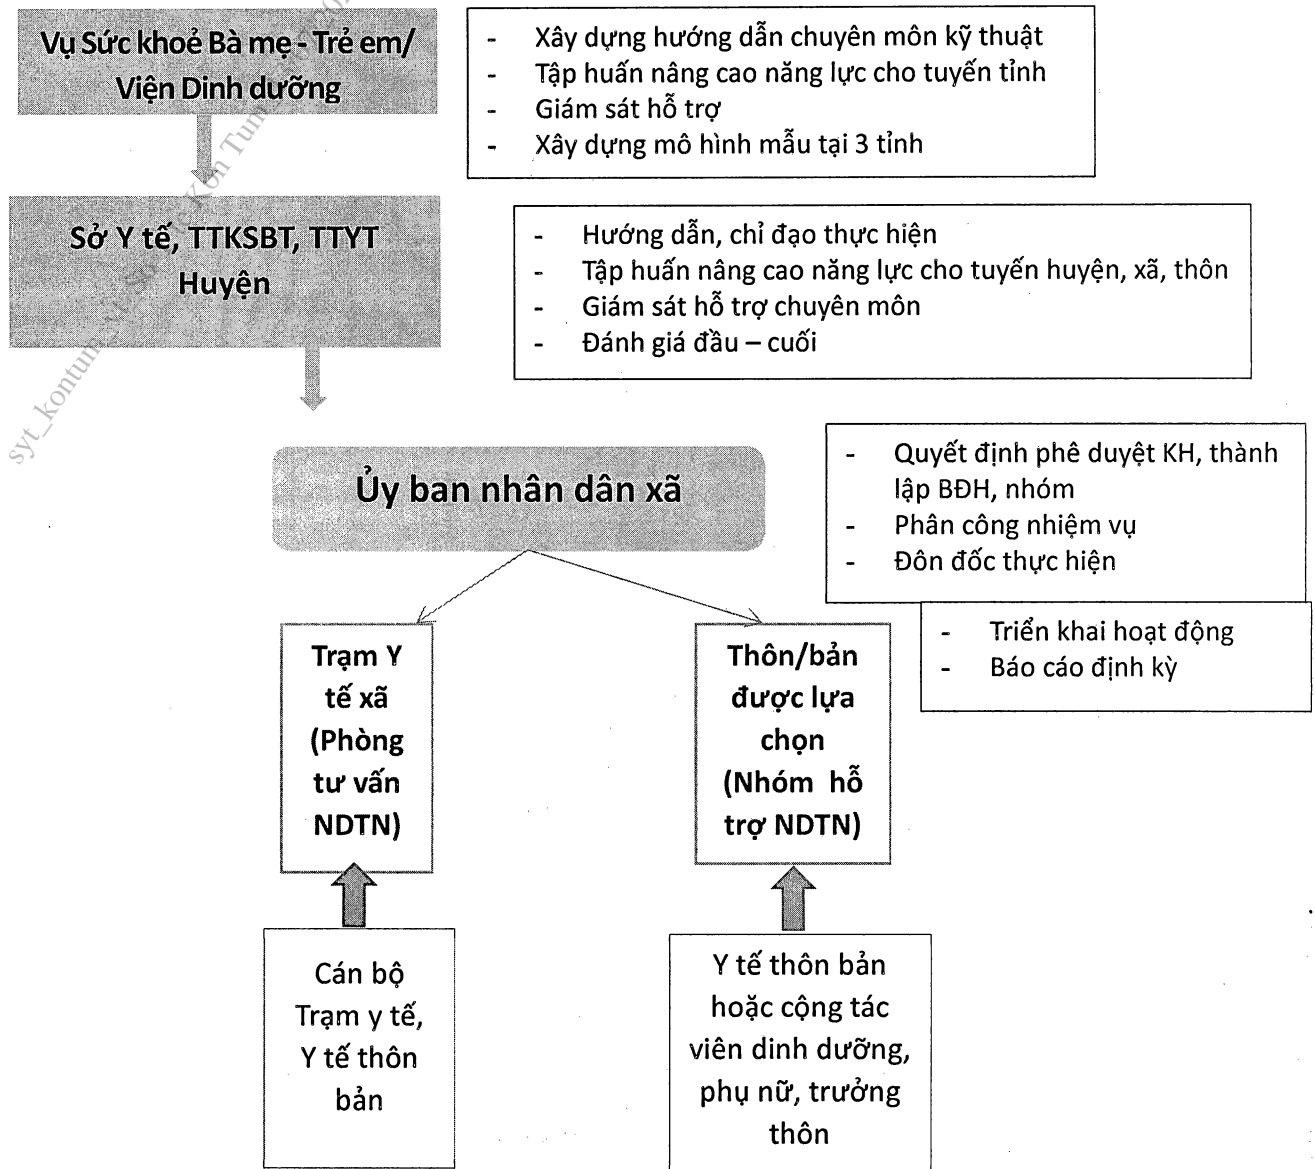 Vụ Sức khoẻ Bà mẹ - Trẻ em/
Viện Dinh dưỡng
- Xây dựng hướng dẫn chuyên môn kỹ thuật
- Tập huấn nâng cao năng lực cho tuyến tỉnh
- Giám sát hỗ trợ
- Xây dựng mô hình mẫu tại 3 tỉnh
Sở Y tế, TTKSBT, TTYT
Huyện
- Hướng dẫn, chỉ đạo thực hiện
- Tập huấn nâng cao năng lực cho tuyến huyện, xã, thôn
- Giám sát hỗ trợ chuyên môn
- Đánh giá đầu – cuối
Ủy ban nhân dân xã
- Quyết định phê duyệt KH, thành
lập BĐH, nhóm
- Phân công nhiệm vụ
- Đôn đốc thực hiện
- Triển khai hoạt động
- Báo cáo định kỳ
Trạm Y
tế xã
(Phòng
tư vấn
NDTN)
Thôn/bản
được lựa
chọn
(Nhóm hỗ
trợ NDTN)
Cán bộ
Trạm y tế,
Y tế thôn
bản
Y tế thôn bản
hoặc cộng tác
viên dinh dưỡng,
phụ nữ, trưởng
thôn
syt_kontum Kon Tum